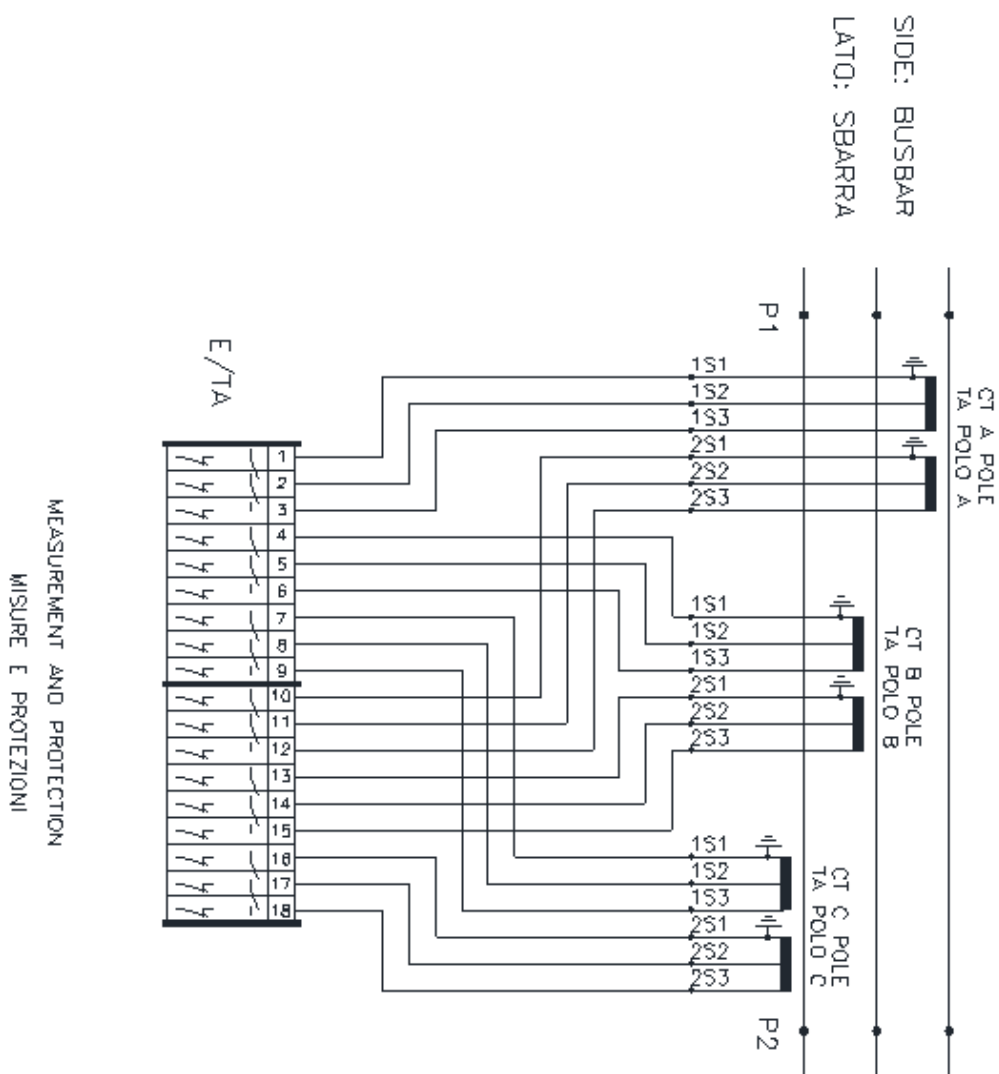 SIDE: BUSBAR
LATO: SBARRA
P1
CT A POLE
TA POLO A
1S1
1S2
1S3
2S1
2S2
2S3
CT B POLE
TA POLO B
1S1
1S2
1S3
2S1
2S2
2S3
CT C POLE
TA POLO C
1S1
1S2
1S3
2S1
2S2
2S3
P2
E/TA
1
2
3
4
5
6
7
8
9
10
11
12
13
14
15
16
17
18
MEASUREMENT AND PROTECTION
MISURE E PROTEZIONI